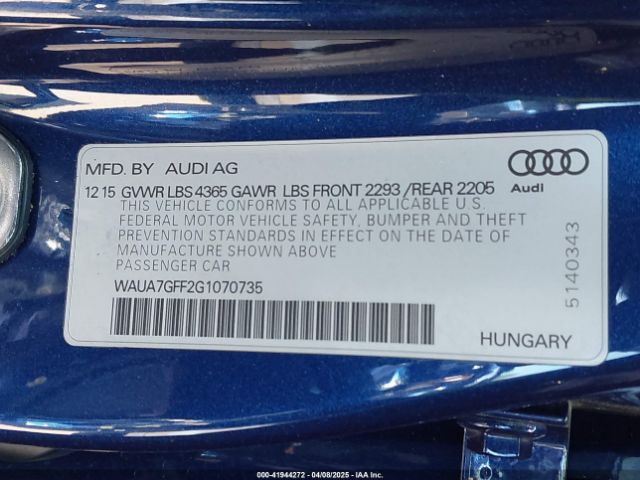 MFD. BY AUDI AG
12 15 GVWR LBS 4365 GAWR LBS FRONT 2293 /REAR 2205
THIS VEHICLE CONFORMS TO ALL APPLICABLE U.S.
FEDERAL MOTOR VEHICLE SAFETY, BUMPER AND THEFT
PREVENTION STANDARDS IN EFFECT ON THE DATE OF
MANUFACTURE SHOWN ABOVE
PASSENGER CAR
WAUA7GFF2G1070735
Audi
5140343
HUNGARY
000-41944272 - 04/08/2025 - IAA Inc.